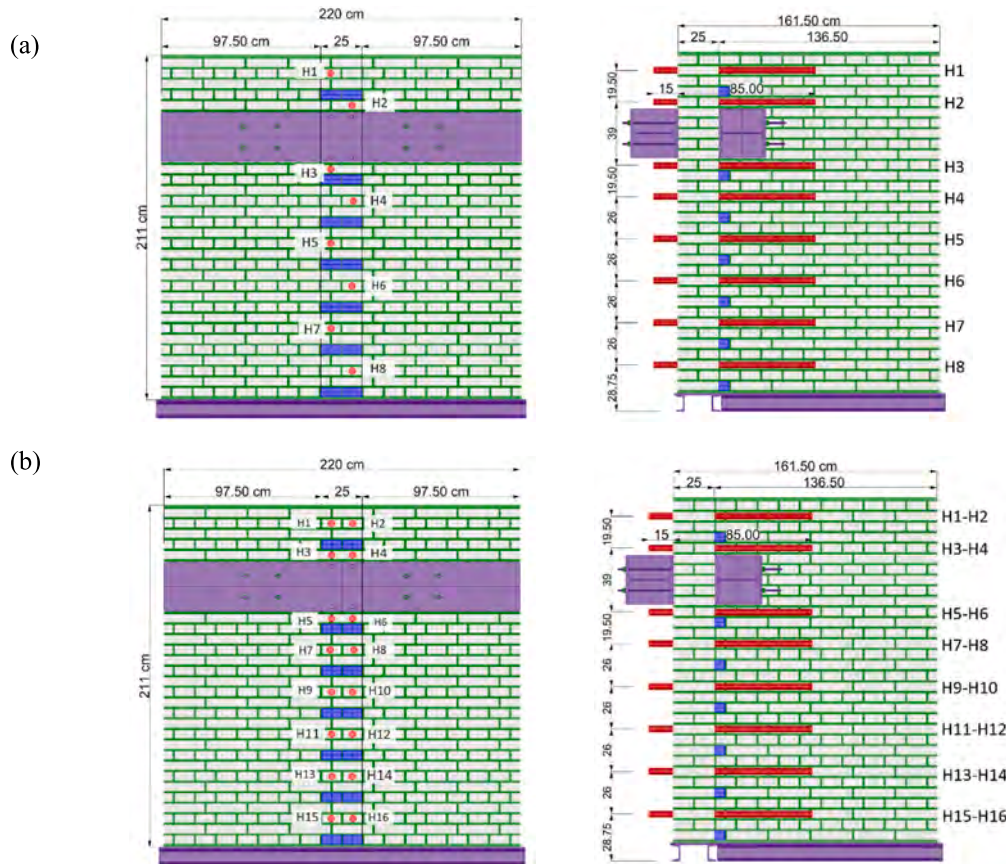 (a)
220 cm
97.50 cm
25
97.50 cm
211 cm
H1
H2
H3
H4
H5
H6
H7
H8
161.50 cm
25
136.50
19.50
15
85.00
39
19.50
26
26
26
26
28.75
H1
H2
H3
H4
H5
H6
H7
H8
(b)
220 cm
97.50 cm
25
97.50 cm
211 cm
H1
H2
H3
H4
H5
H6
H7
H8
H9
H10
H11
H12
H13
H14
H15
H16
161.50 cm
25
136.50
19.50
15
85.00
39
19.50
26
26
26
26
28.75
H1-H2
H3-H4
H5-H6
H7-H8
H9-H10
H11-H12
H13-H14
H15-H16